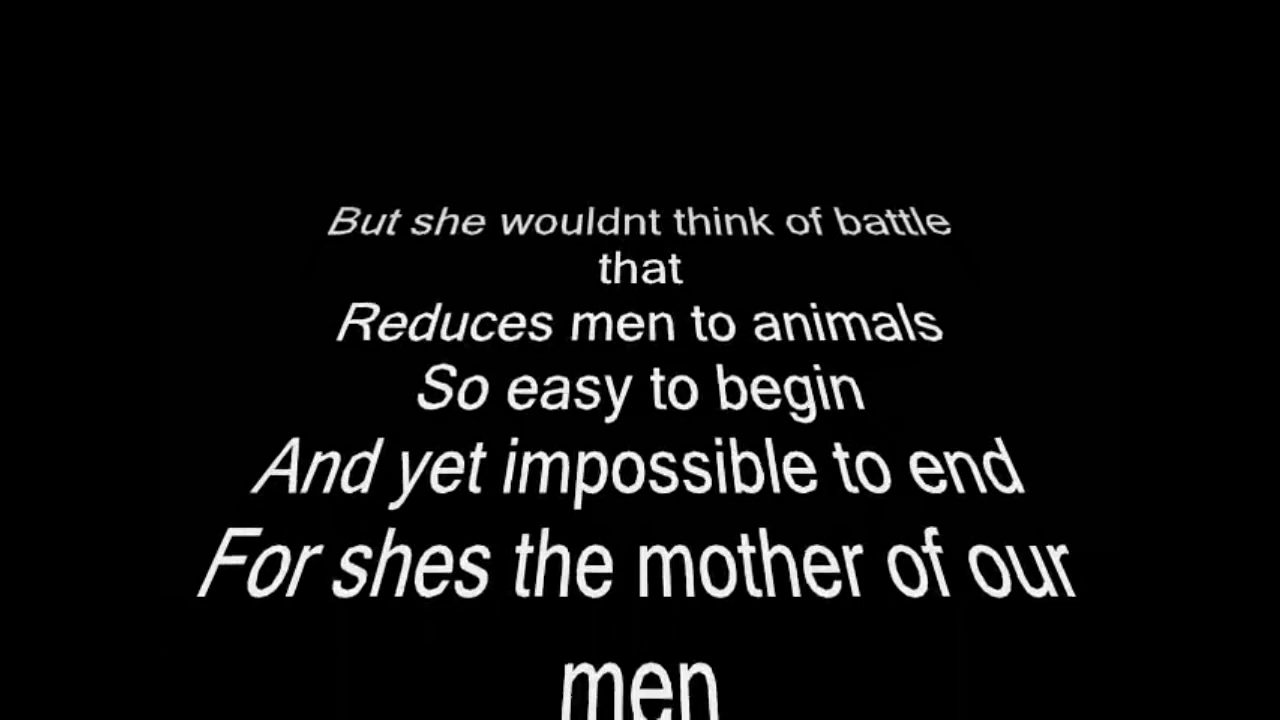 But she wouldnt think of battle
that
Reduces men to animals
So easy to begin
And yet impossible to end
For shes the mother of our
men